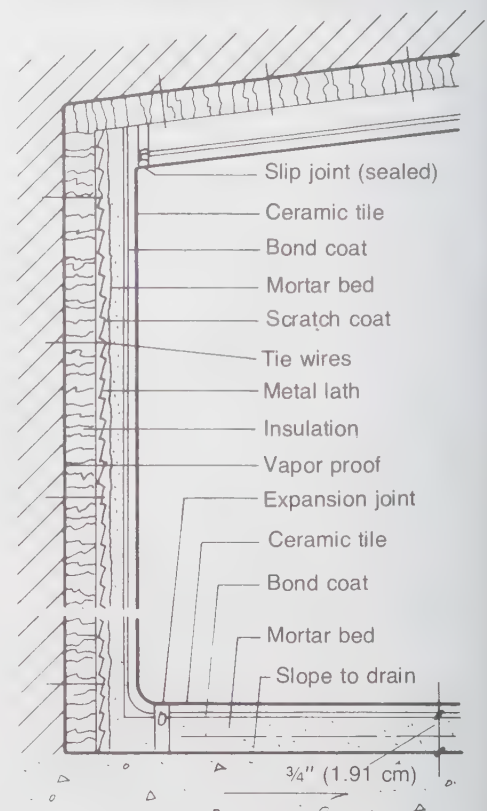 Slip joint (sealed)
Ceramic tile
Bond coat
Mortar bed
Scratch coat
Tie wires
Metal lath
Insulation
Vapor proof
Expansion joint
Ceramic tile
Bond coat
Mortar bed
Slope to drain
¾" (1.91 cm)